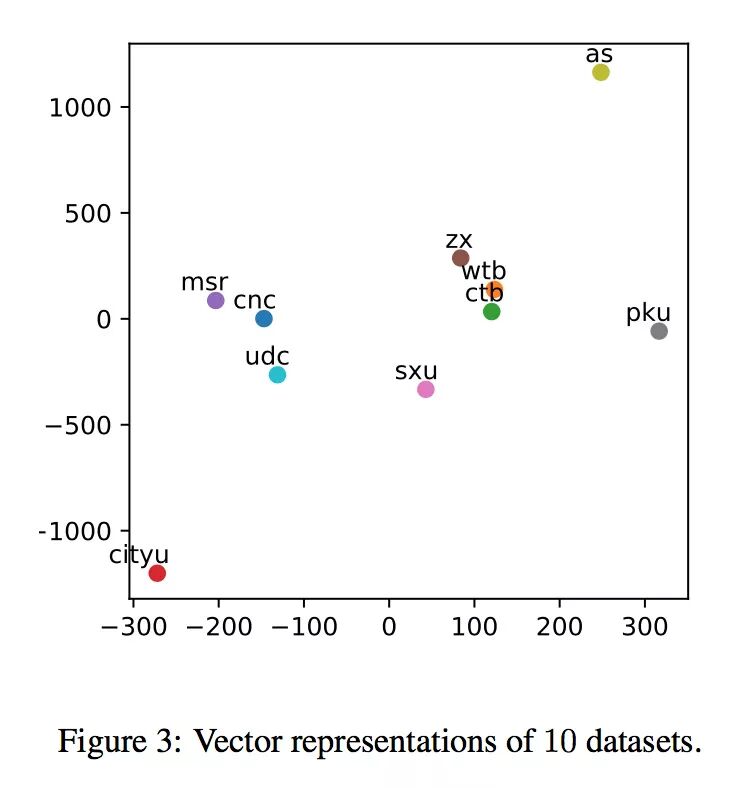 as
1000
500
zx
wtb
msr
ctb
cnc
0
pku
udc
sxu
−500
-1000
cityu
−300 −200 −100 0 100 200 300
Figure 3: Vector representations of 10 datasets.